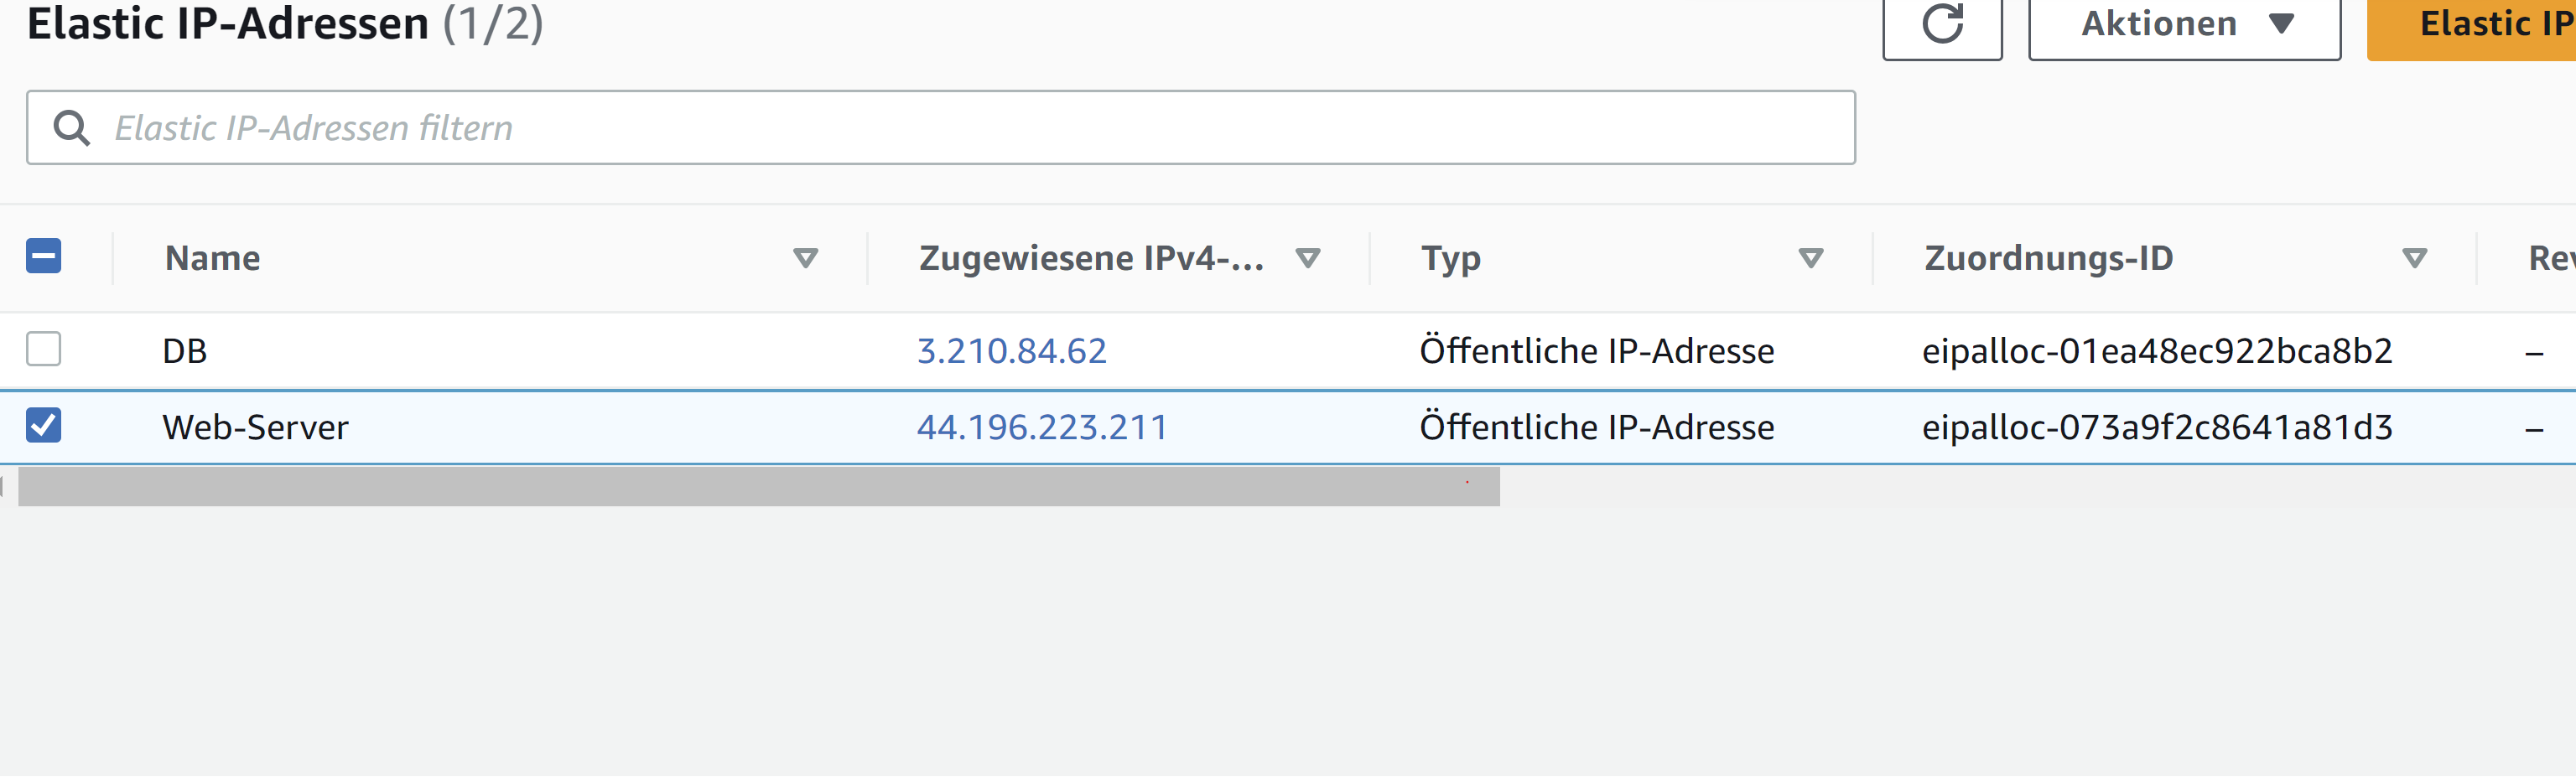 Elastic IP-Adressen (1/2) Aktionen Elastic IP
Elastic IP-Adressen filtern
Name Zugewiesene IPv4-... Typ Zuordnungs-ID Rev
DB 3.210.84.62 Öffentliche IP-Adresse eipalloc-01ea48ec922bca8b2 –
Web-Server 44.196.223.211 Öffentliche IP-Adresse eipalloc-073a9f2c8641a81d3 –